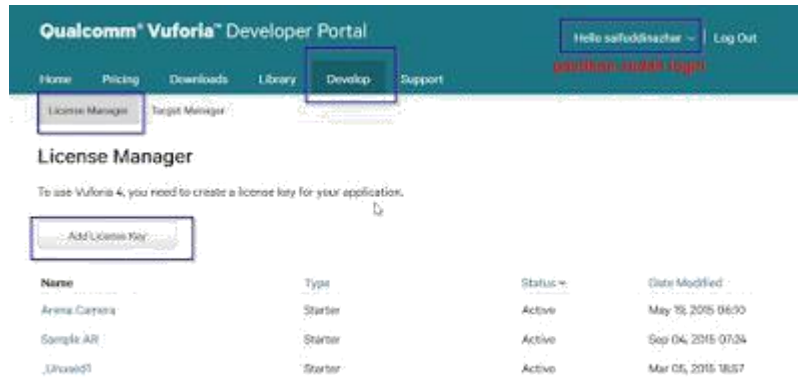 Qualcomm® Vuforia™ Developer Portal
Hello saifuddinazhar Log Out
pastikan sudah login
Home Pricing Downloads Library Develop Support
License Manager Target Manager
License Manager
To use Vuforia 4, you need to create a license key for your application.
Add License Key
Name Type Status Date Modified
Arena Camera Starter Active May 19, 2015 06:10
Sample AR Starter Active Sep 04, 2015 07:24
Starter Active Mar 05, 2015 18:57